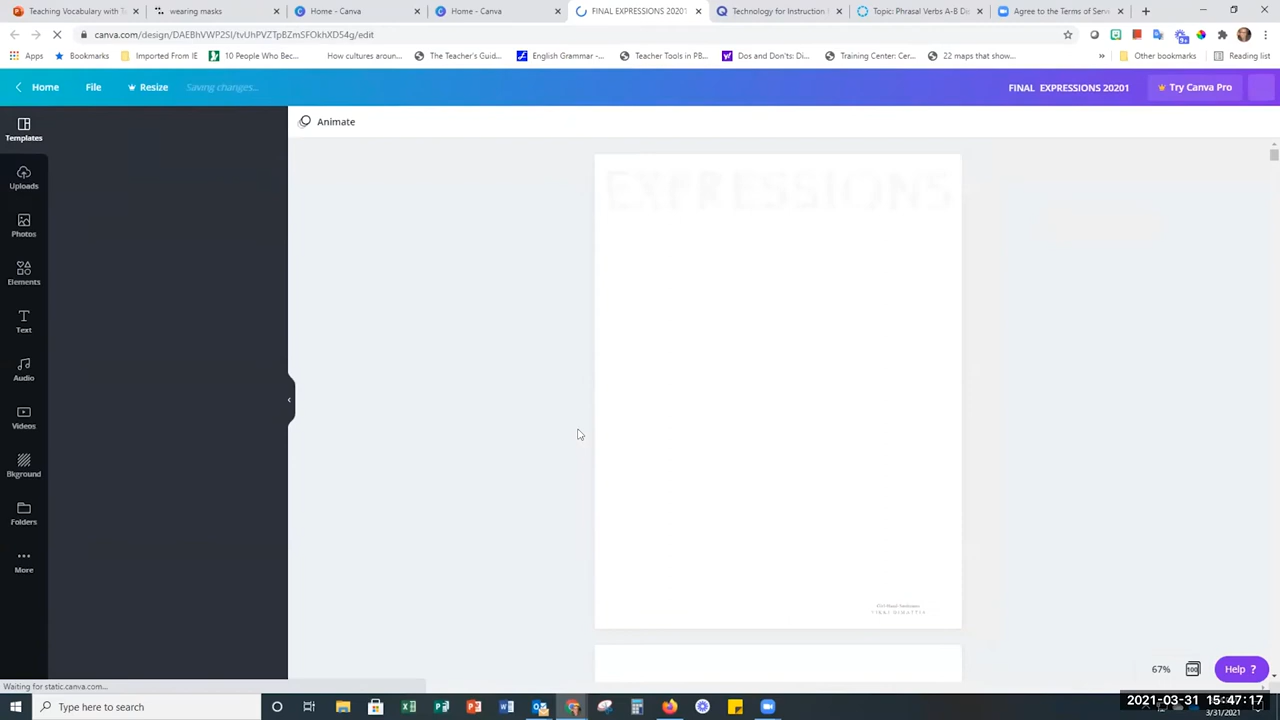 Teaching Vocabulary with T
wearing masks
Home - Canva
Home - Canva
FINAL EXPRESSIONS 20201
Technology for Instruction
Topic: Phrasal Verbs A-B Di
Agree to the Terms of Serv
canva.com/design/DAEBhVWP2SI/tvUhPVZTpBZmSFOkhXD54g/edit
Apps
Bookmarks
Imported From IE
10 People Who Bec...
How cultures aroun...
The Teacher's Guid...
English Grammar -...
Teacher Tools in PB...
Dos and Don'ts: Di...
Training Center: Cer...
22 maps that show...
»
Other bookmarks
Reading list
Home
File
Resize
Saving changes...
FINAL EXPRESSIONS 20201
Try Canva Pro
Templates
Animate
EXPRESSIONS
Uploads
Photos
Elements
Text
Audio
Videos
Bkground
Folders
More
67%
Help ?
Waiting for static.canva.com...
Type here to search
2021-03-31 15:47:17
3/31/2021